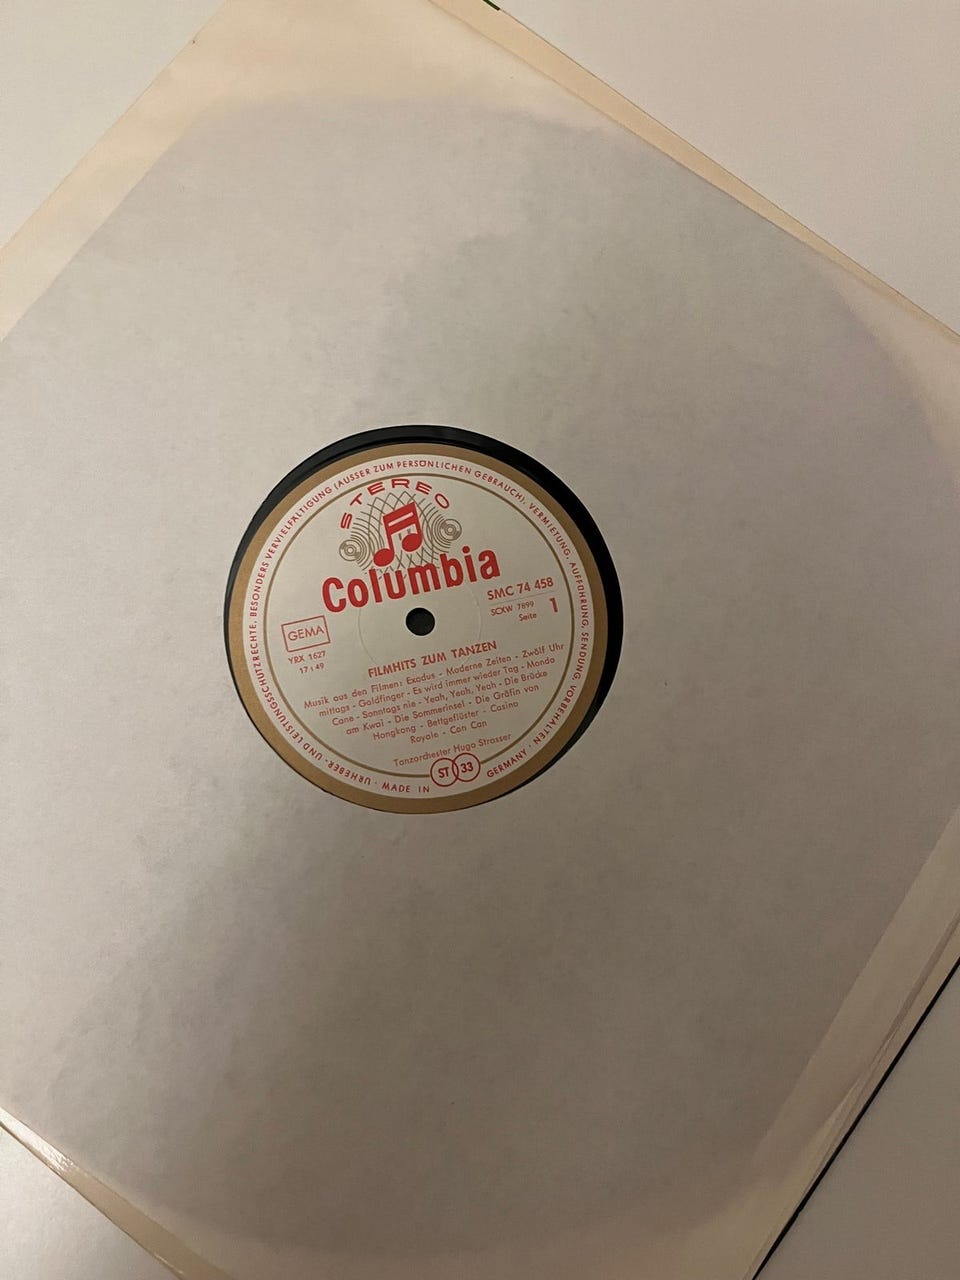 URHEBER- UND LEISTUNGSSCHUTZRECHTE, BESONDERS VERVIELFÄLTIGUNG (AUSSER ZUM PERSÖNLICHEN GEBRAUCH), VERMIETUNG, AUFFÜHRUNG, SENDUNG, VORBEHALTEN ·
STEREO
Columbia
SMC 74 458
SCXW 7899
Seite 1
GEMA
YRX 1627
17:49
FILMHITS ZUM TANZEN
Musik aus den Filmen: Exodus - Moderne Zeiten - Zwölf Uhr
mittags - Goldfinger - Es wird immer wieder Tag - Mondo
Cane - Sonntags nie - Yeah, Yeah, Yeah - Die Brücke
am Kwai - Die Sommerinsel - Die Gräfin von
Hongkong - Bettgeflüster - Casino
Royale - Can Can
Tanzorchester Hugo Strasser
ST 33
MADE IN GERMANY ·